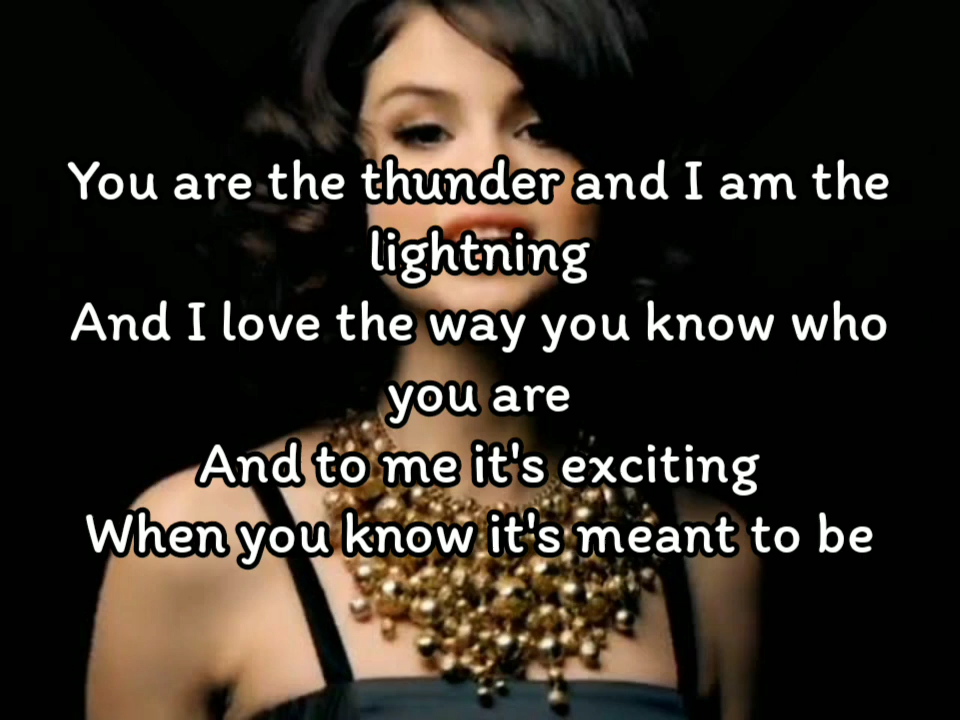 You are the thunder and I am the
lightning
And I love the way you know who
you are
And to me it's exciting
When you know it's meant to be